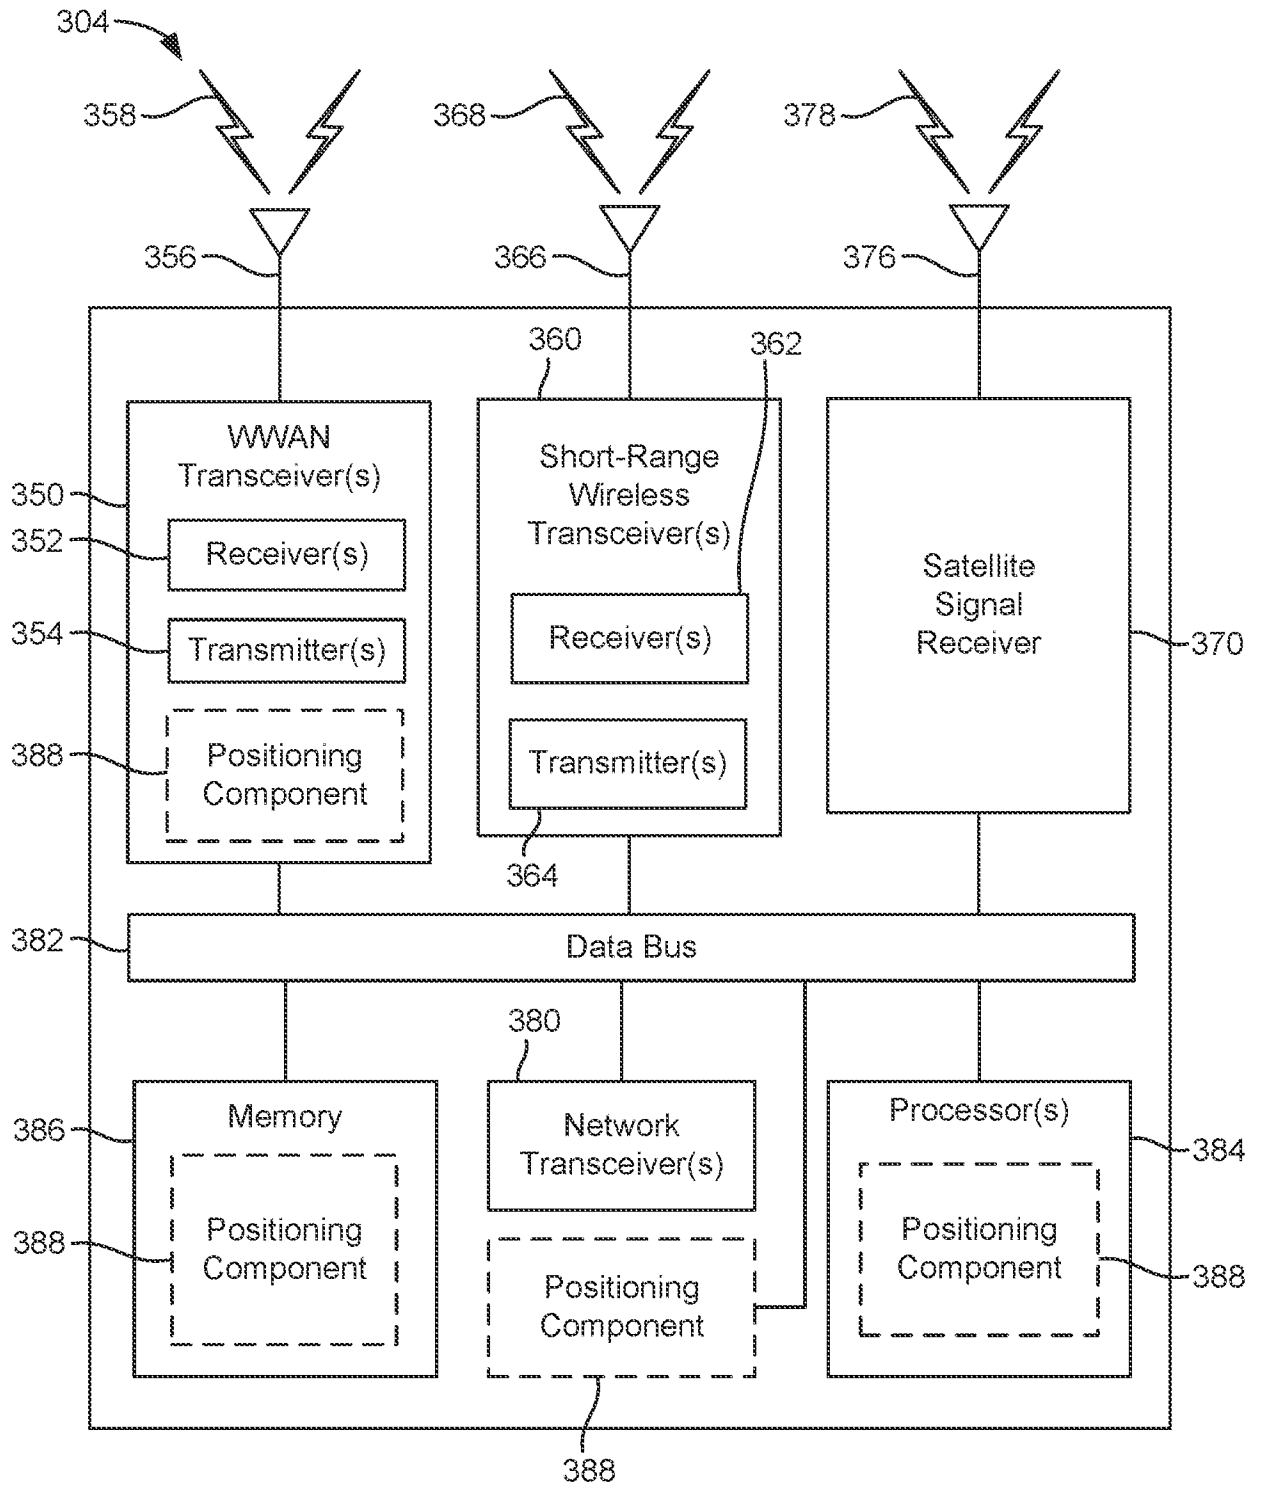 304
358
368
378
356
366
376
360
362
WWAN
Transceiver(s)
350
352
Receiver(s)
354
Transmitter(s)
388
Positioning
Component
Short-Range
Wireless
Transceiver(s)
Receiver(s)
Transmitter(s)
364
Satellite
Signal
Receiver
370
382
Data Bus
380
386
Memory
388
Positioning
Component
Network
Transceiver(s)
Positioning
Component
388
Processor(s)
384
Positioning
Component
388